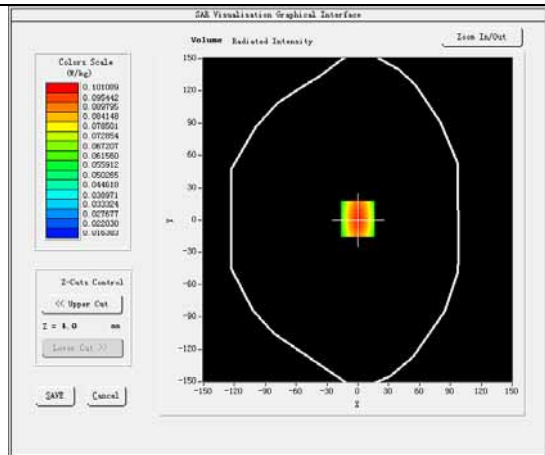 SAR Visualisation Graphical Interface
Volume Radiated Intensity
Zoom In/Out
Colors Scale
(W/kg)
0.101089
0.095442
0.089795
0.084148
0.078501
0.072854
0.067207
0.061560
0.055912
0.050265
0.044618
0.038971
0.033324
0.027677
0.022030
0.016383
Z-Cuts Control
<< Upper Cut
Z = 4.0 mm
Lower Cut >>
SAVE
Cancel
150
120
90
60
30
0
-30
-60
-90
-120
-150
Y
-150 -120 -90 -60 -30 0 30 60 90 120 150
X